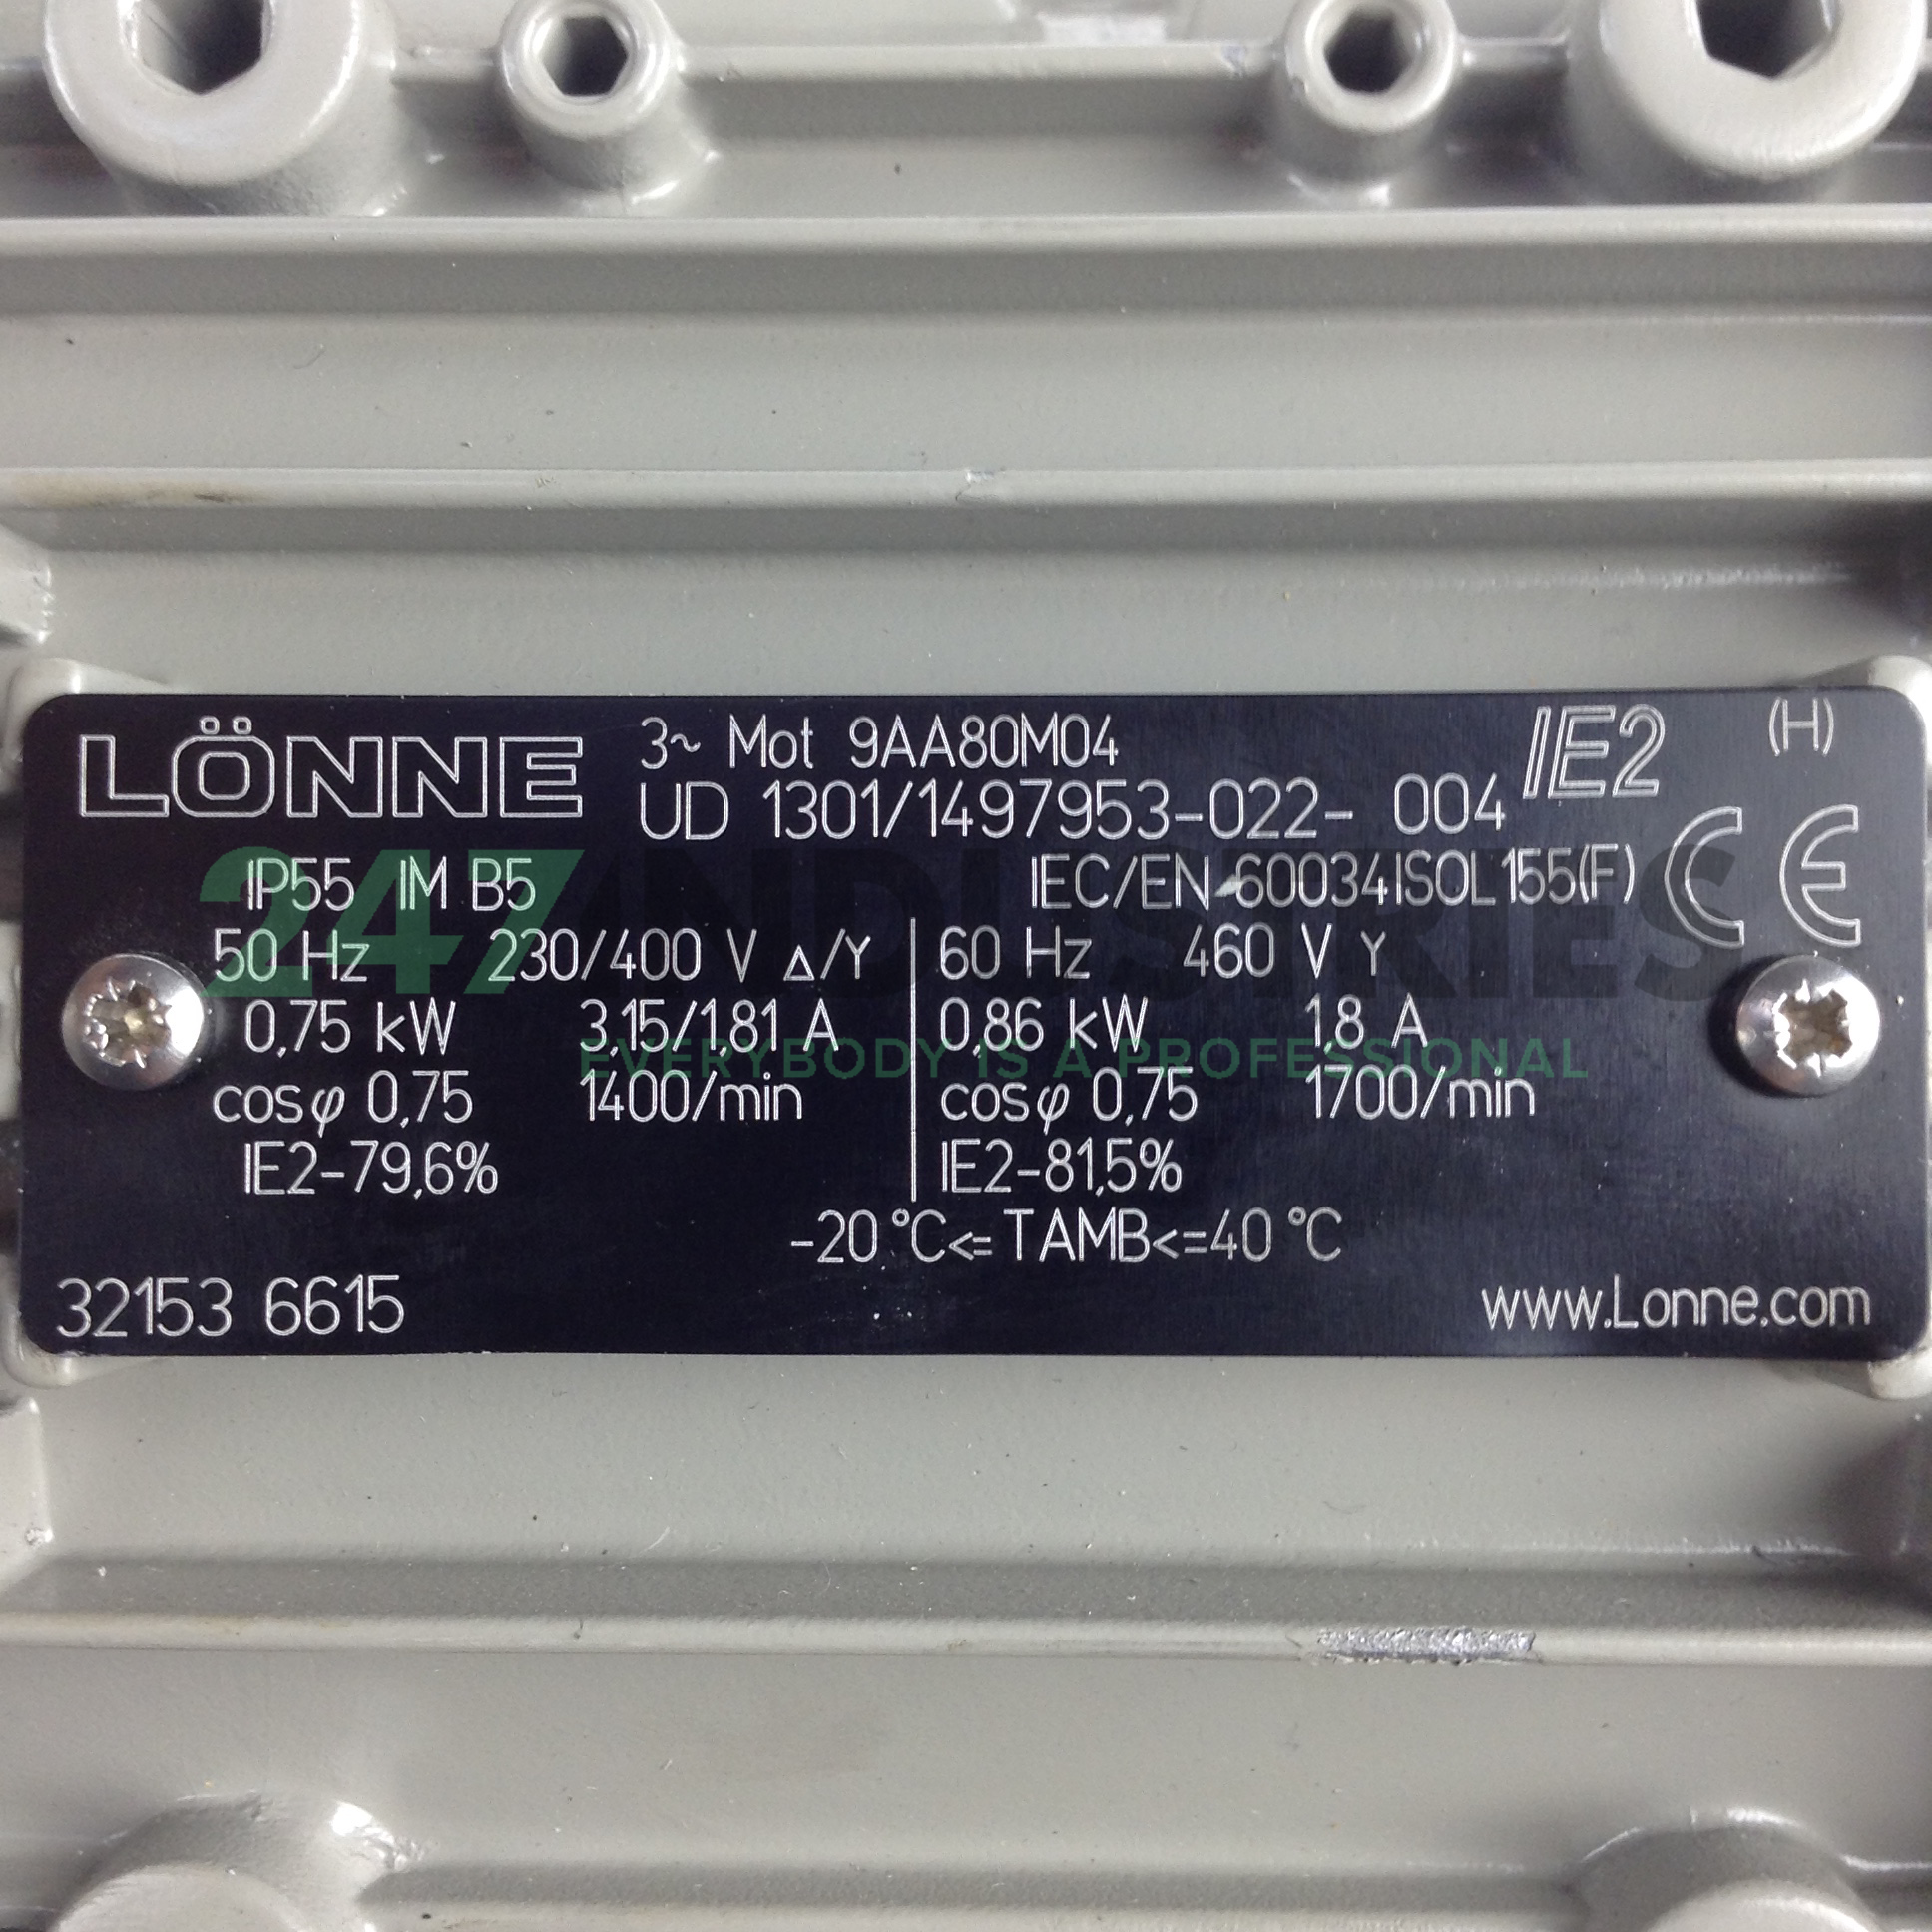 LÖNNE 3~ Mot 9AA80M04 IE2 (H)
UD 1301/1497953-022- 004
IP55 IM B5 IEC/EN-60034 ISOL 155(F) CE
50 Hz 230/400 V Δ/Y 60 Hz 460 V Y
0,75 kW 3,15/1,81 A 0,86 kW 1.8 A
cosφ 0,75 1400/min cosφ 0,75 1700/min
IE2-79,6% IE2-81,5%
-20 °C<=TAMB<=40 °C
32153 6615 www.Lonne.com
247 INDUSTRIES
EVERYBODY IS A PROFESSIONAL